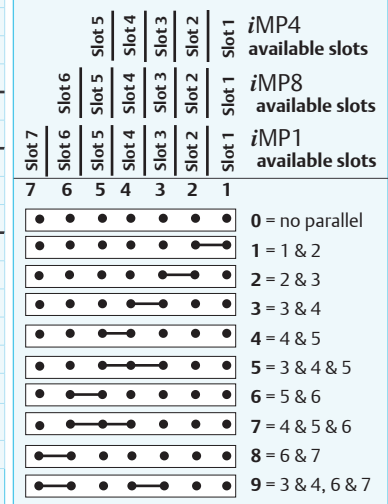 Slot 5 Slot 4 Slot 3 Slot 2 Slot 1 iMP4
available slots
Slot 6 Slot 5 Slot 4 Slot 3 Slot 2 Slot 1 iMP8
available slots
Slot 7 Slot 6 Slot 5 Slot 4 Slot 3 Slot 2 Slot 1 iMP1
available slots
7 6 5 4 3 2 1
0 = no parallel
1 = 1 & 2
2 = 2 & 3
3 = 3 & 4
4 = 4 & 5
5 = 3 & 4 & 5
6 = 5 & 6
7 = 4 & 5 & 6
8 = 6 & 7
9 = 3 & 4, 6 & 7